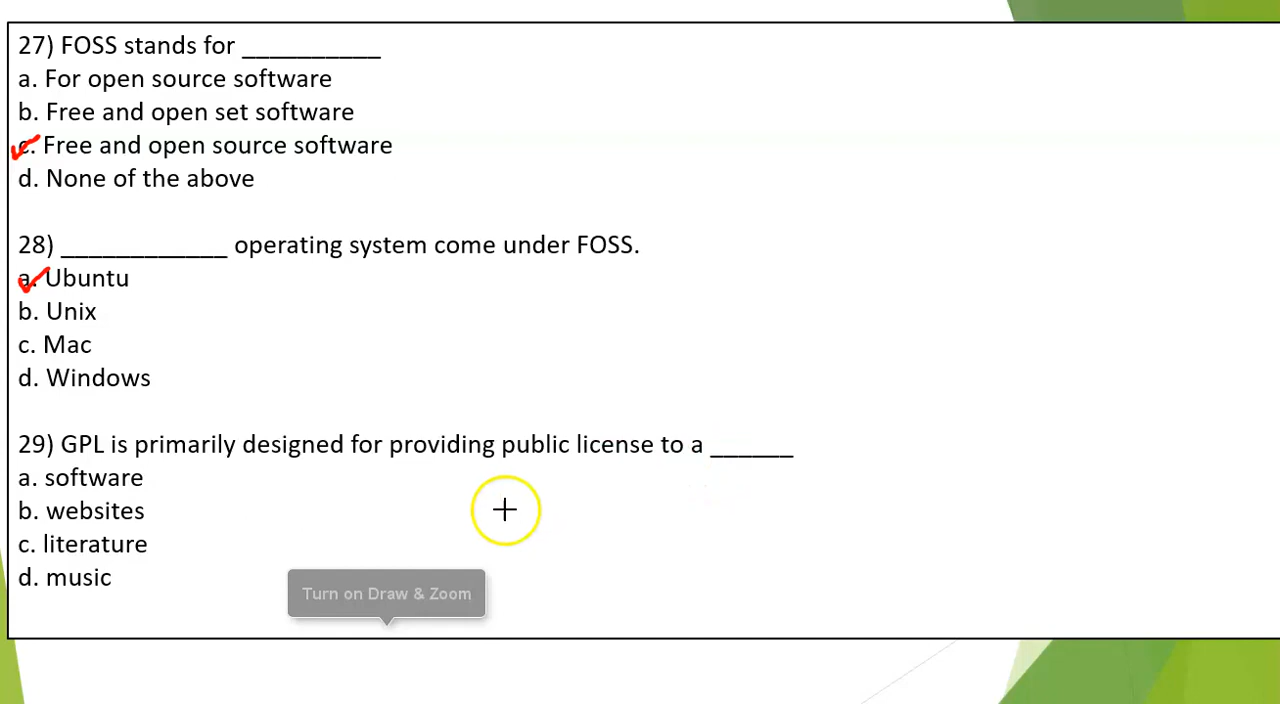 27) FOSS stands for __________
a. For open source software
b. Free and open set software
c. Free and open source software
d. None of the above
28) ____________ operating system come under FOSS.
a. Ubuntu
b. Unix
c. Mac
d. Windows
29) GPL is primarily designed for providing public license to a ______
a. software
b. websites
c. literature
d. music
Turn on Draw & Zoom